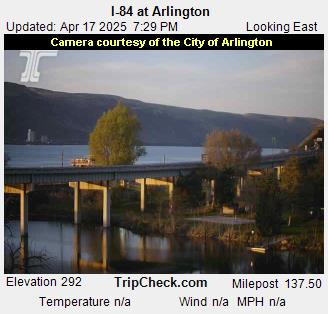 I-84 at Arlington
Updated: Apr 17 2025 7:29 PM Looking East
Camera courtesy of the City of Arlington
Elevation 292 TripCheck.com Milepost 137.50
Temperature n/a Wind n/a MPH n/a